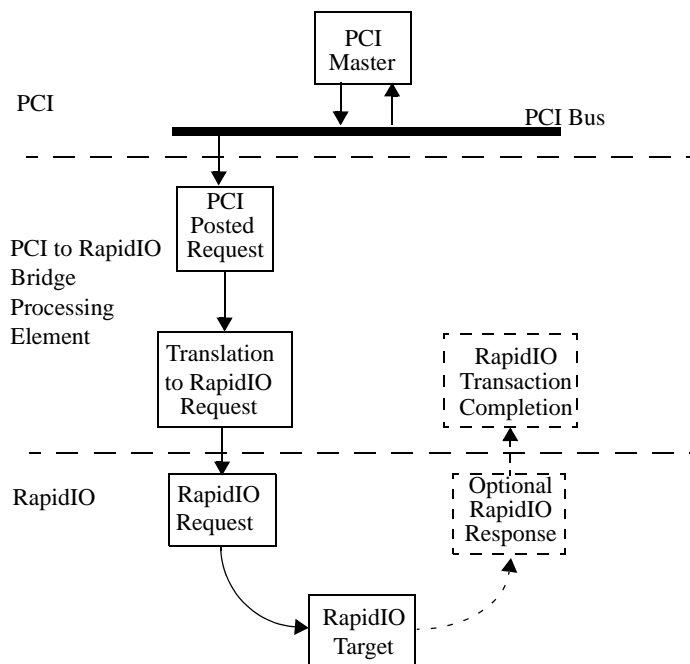 PCI
Master
PCI
PCI Bus
PCI
Posted
Request
PCI to RapidIO
Bridge
Processing
Element
Translation
to RapidIO
Request
RapidIO
Transaction
Completion
RapidIO
RapidIO
Request
Optional
RapidIO
Response
RapidIO
Target